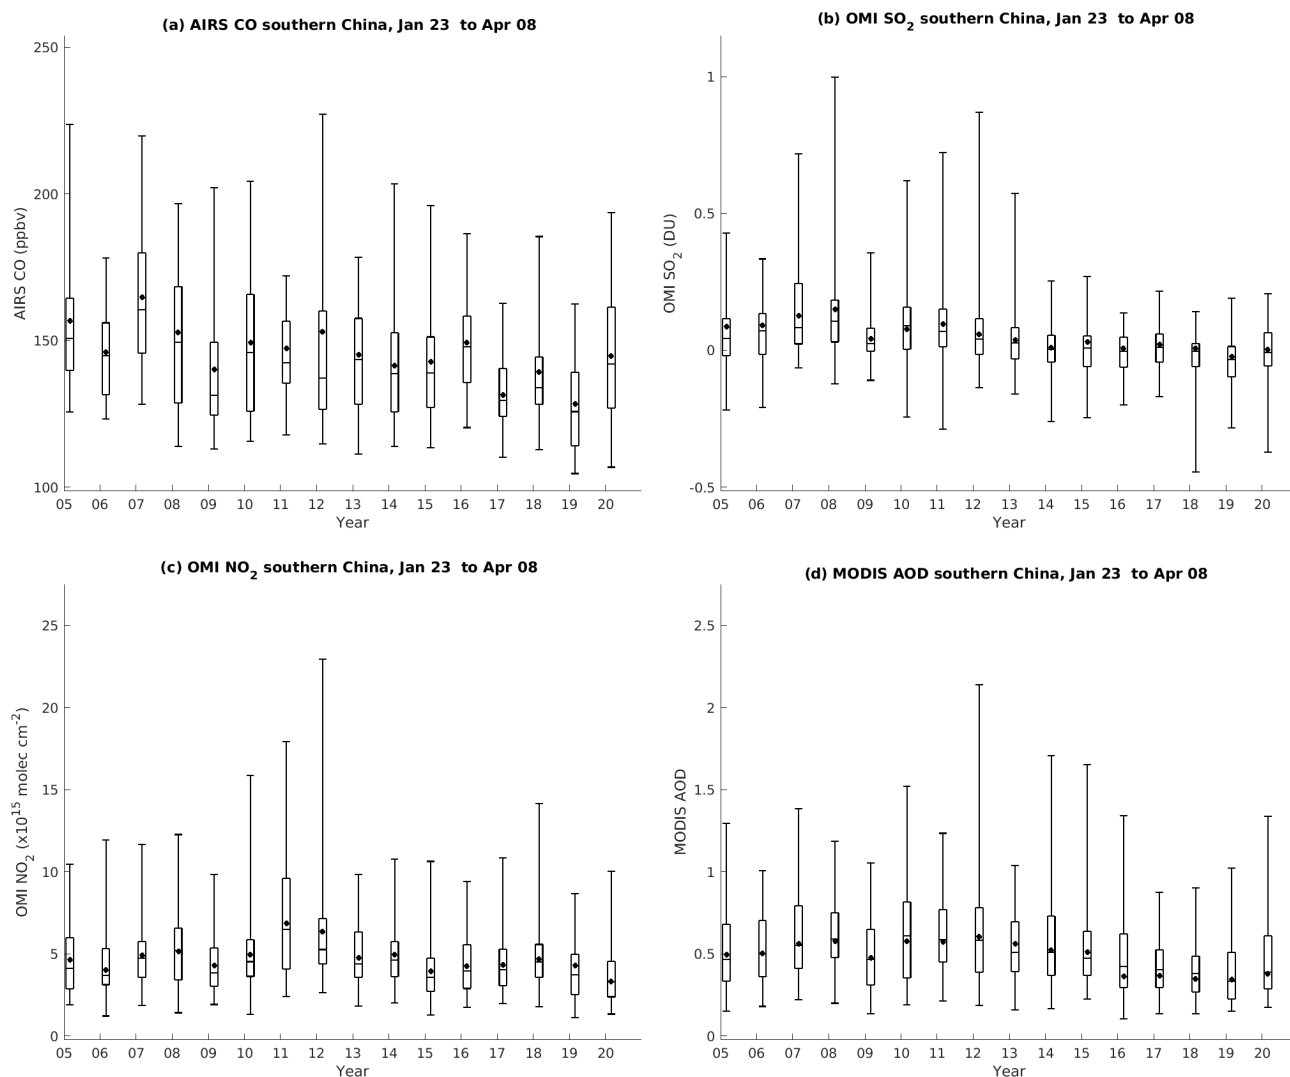 (a) AIRS CO southern China, Jan 23  to Apr 08
250
200
150
100
AIRS CO (ppbv)
05 06 07 08 09 10 11 12 13 14 15 16 17 18 19 20
Year
(b) OMI SO2 southern China, Jan 23  to Apr 08
1
0.5
0
-0.5
OMI SO2 (DU)
05 06 07 08 09 10 11 12 13 14 15 16 17 18 19 20
Year
(c) OMI NO2 southern China, Jan 23  to Apr 08
25
20
15
10
5
0
OMI NO2 (x10^15 molec cm^-2)
05 06 07 08 09 10 11 12 13 14 15 16 17 18 19 20
Year
(d) MODIS AOD southern China, Jan 23  to Apr 08
2.5
2
1.5
1
0.5
0
MODIS AOD
05 06 07 08 09 10 11 12 13 14 15 16 17 18 19 20
Year